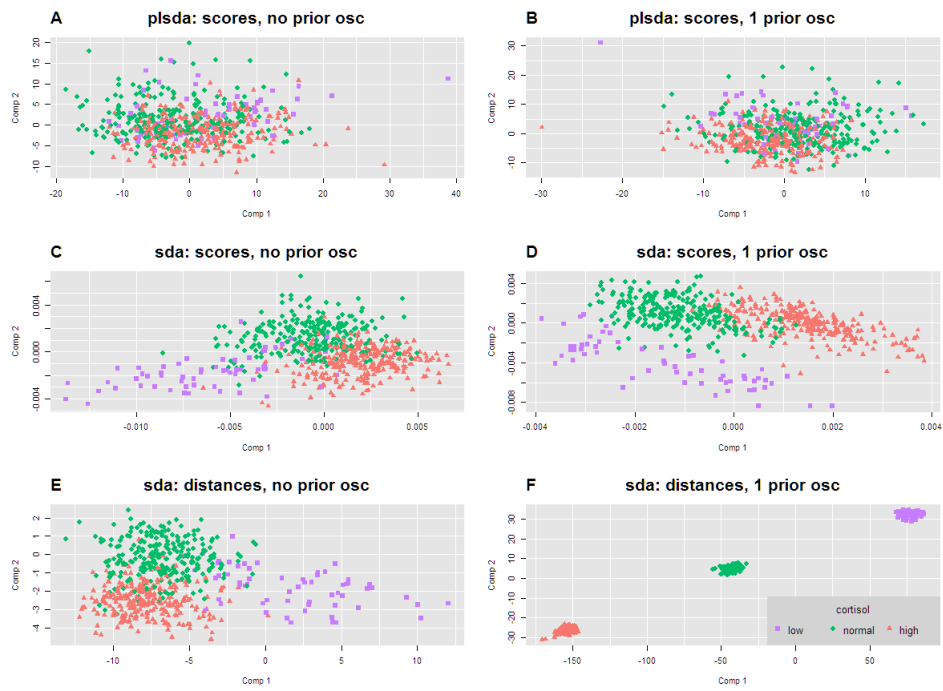 A plsda: scores, no prior osc
20
15
10
5
0
-5
-10
Comp 2
-20 -10 0 10 20 30 40
Comp 1
B plsda: scores, 1 prior osc
30
20
10
0
-10
Comp 2
-30 -20 -10 0 10
Comp 1
C sda: scores, no prior osc
0.004
0.000
-0.004
Comp 2
-0.010 -0.005 0.000 0.005
Comp 1
D sda: scores, 1 prior osc
0.004
0.000
-0.004
-0.008
Comp 2
-0.004 -0.002 0.000 0.002 0.004
Comp 1
E sda: distances, no prior osc
2
1
0
-1
-2
-3
-4
Comp 2
-10 -5 0 5 10
Comp 1
F sda: distances, 1 prior osc
30
20
10
0
-10
-20
-30
Comp 2
-150 -100 -50 0 50
Comp 1
cortisol
low normal high